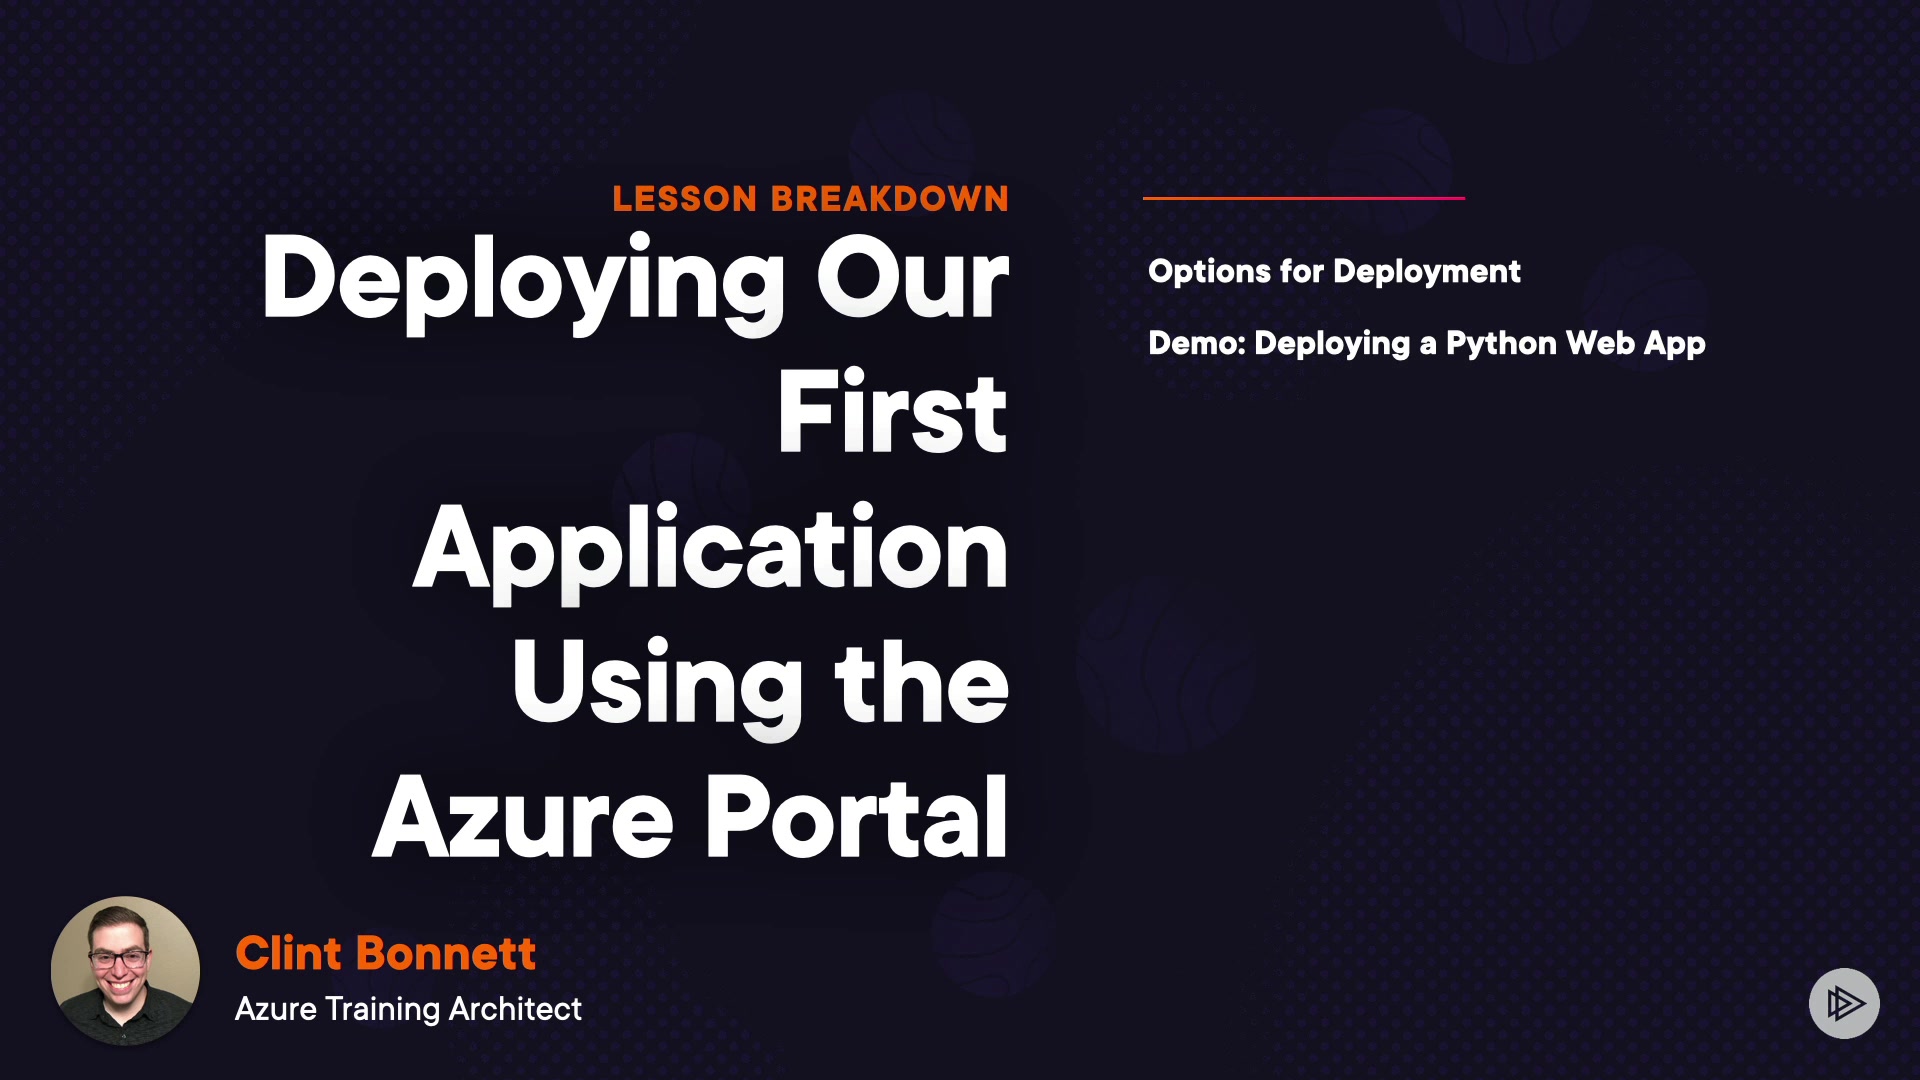 LESSON BREAKDOWN
Deploying Our
First
Application
Using the
Azure Portal
Options for Deployment
Demo: Deploying a Python Web App
Clint Bonnett
Azure Training Architect